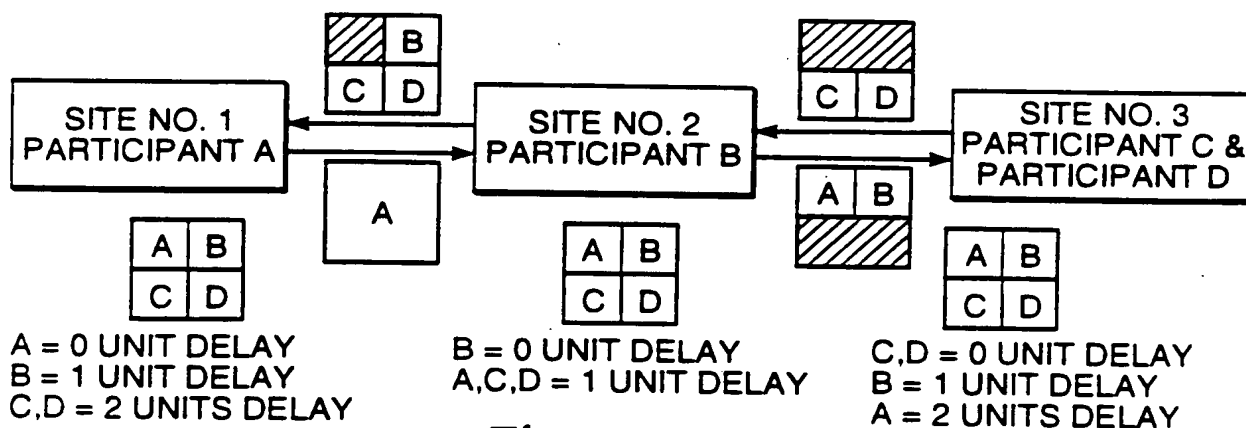 B
C D
C D
SITE NO. 1
PARTICIPANT A
SITE NO. 2
PARTICIPANT B
SITE NO. 3
PARTICIPANT C &
PARTICIPANT D
A
A B
A B
C D
A B
C D
A B
C D
A = 0 UNIT DELAY
B = 1 UNIT DELAY
C,D = 2 UNITS DELAY
B = 0 UNIT DELAY
A,C,D = 1 UNIT DELAY
C,D = 0 UNIT DELAY
B = 1 UNIT DELAY
A = 2 UNITS DELAY